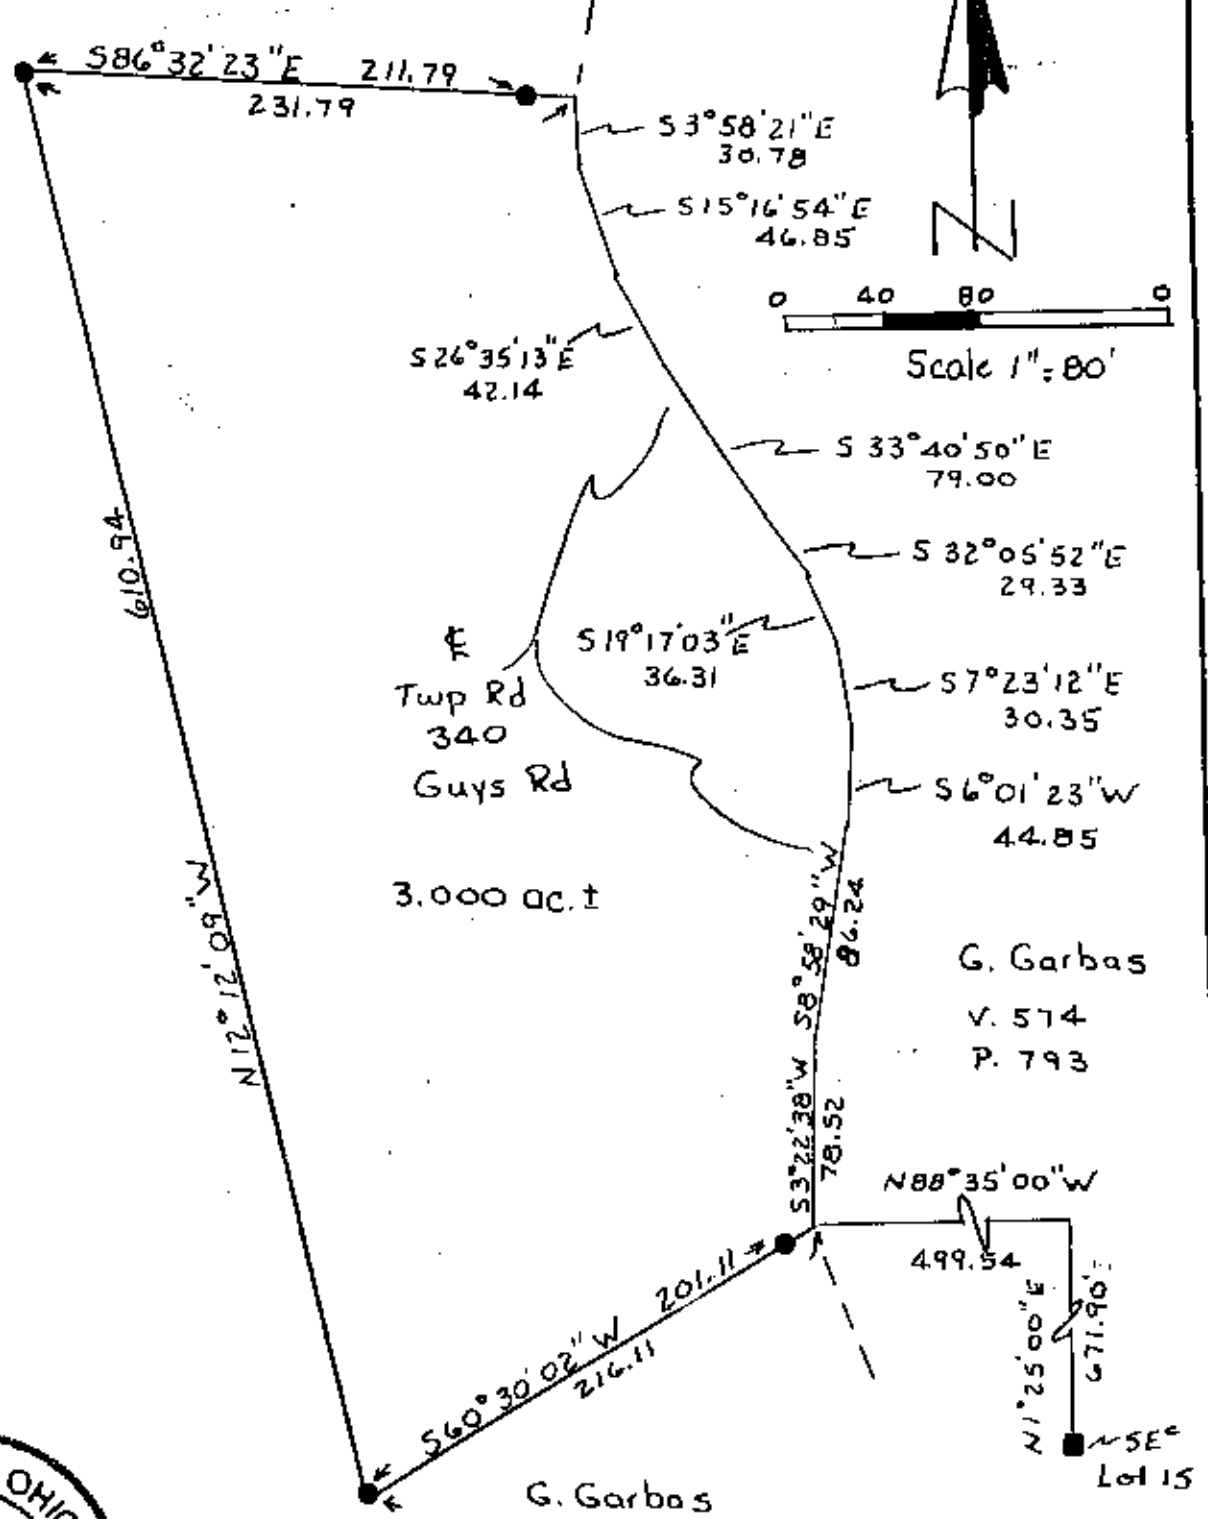 S86°32'23"E 211.79
231.79
S3°58'21"E
30.78
S15°16'54"E
46.85
0 40 80 0
Scale 1"=80'
S26°35'13"E
42.14
S 33°40'50"E
79.00
610.94
S 32°05'52"E
29.33
S19°17'03"E
36.31
℄
Twp Rd
340
Guys Rd
S7°23'12"E
30.35
S6°01'23"W
44.85
3.000 ac.±
N12°12'09"W
S8°58'29"W
86.24
G. Garbas
V. 574
P. 793
S3°22'38"W
78.52
N88°35'00"W
499.54
201.11
S60°30'02"W
216.11
N1°25'00"E
671.90'
SEc
Lot 15
G. Garbas
OHIO